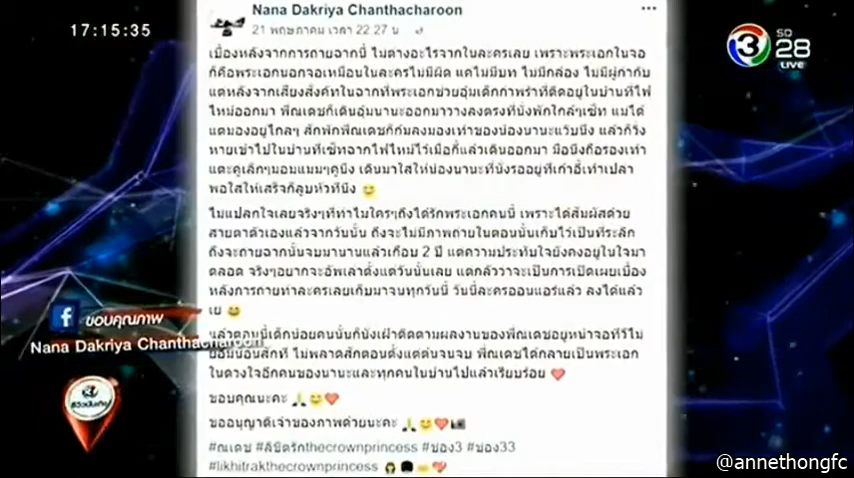 17:15:35
Nana Dakriya Chanthacharoon
21 พฤษภาคม เวลา 22:27 น.
3 SD 28 LIVE
เบื้องหลังจากการถ่ายฉากนี้ ไม่ต่างอะไรจากในละครเลย เพราะพระเอกในจอ
ก็คือพระเอกนอกจอเหมือนในละครไม่มีผิด แค่ไม่มีบท ไม่มีกล้อง ไม่มีผู้กำกับ
แต่หลังจากเสียงสั่งคัทในฉากที่พระเอกช่วยอุ้มเด็กกำพร้าที่ติดอยู่ในบ้านที่ไฟ
ไหม้ออกมา พี่ณเดชก็เดินอุ้มนานะออกมาวางลงตรงที่นั่งพักใกล้ๆเซ็ท แม่ได้
แต่มองอยู่ไกลๆ สักพักพี่ณเดชก็ก้มลงมองเท้าของน้องนานะแว๊บนึง แล้วก็วิ่ง
หายเข้าไปในบ้านที่เซ็ทฉากไฟไหม้ไว้เมื่อกี้แล้วเดินออกมา มือนึงถือรองเท้า
แตะคู่เล็กๆมอมแมมๆคู่นึง เดินมาใส่ให้น้องนานะที่นั่งรออยู่ที่เก้าอี้เท้าเปล่า
พอใส่ให้เสร็จก็ลูบหัวทีนึง 😄
ไม่แปลกใจเลยจริงๆที่ทำไมใครๆถึงได้รักพระเอกคนนี้ เพราะได้สัมผัสด้วย
สายตาตัวเองแล้วจากวันนั้น ถึงจะไม่มีภาพถ่ายในตอนนั้นเก็บไว้เป็นที่ระลึก
ถึงจะถ่ายฉากนั้นจบมานานแล้วเกือบ 2 ปี แต่ความประทับใจยังคงอยู่ในใจมา
ตลอด จริงๆอยากจะอัพเล่าตั้งแต่วันนั้นเลย แต่กลัวว่าจะเป็นการเปิดเผยเบื้อง
หลังการถ่ายทำละครเลยเก็บมาจนทุกวันนี้ วันนี้ละครออนแอร์แล้ว ลงได้แล้ว
เย 😄
ขอบคุณภาพ
Nana Dakriya Chanthacharoon
แล้วตอนนี้เด็กน้อยคนนั้นก็นั่งเฝ้าติดตามผลงานของพี่ณเดชอยู่หน้าจอทีวีไม่
ยอมนอนสักที ไม่พลาดสักตอนตั้งแต่ต้นจนจบ พี่ณเดชได้กลายเป็นพระเอก
ในดวงใจอีกคนของนานะและทุกคนในบ้านไปแล้วเรียบร้อย ❤️
ขอบคุณนะคะ 🙏😄❤️
ขออนุญาติเจ้าของภาพด้วยนะคะ 🙏😄❤️📷
#ณเดช #ลิขิตรักthecrownprincess #ช่อง3 #ช่อง33
#likhitrakthecrownprincess
@annethongfc